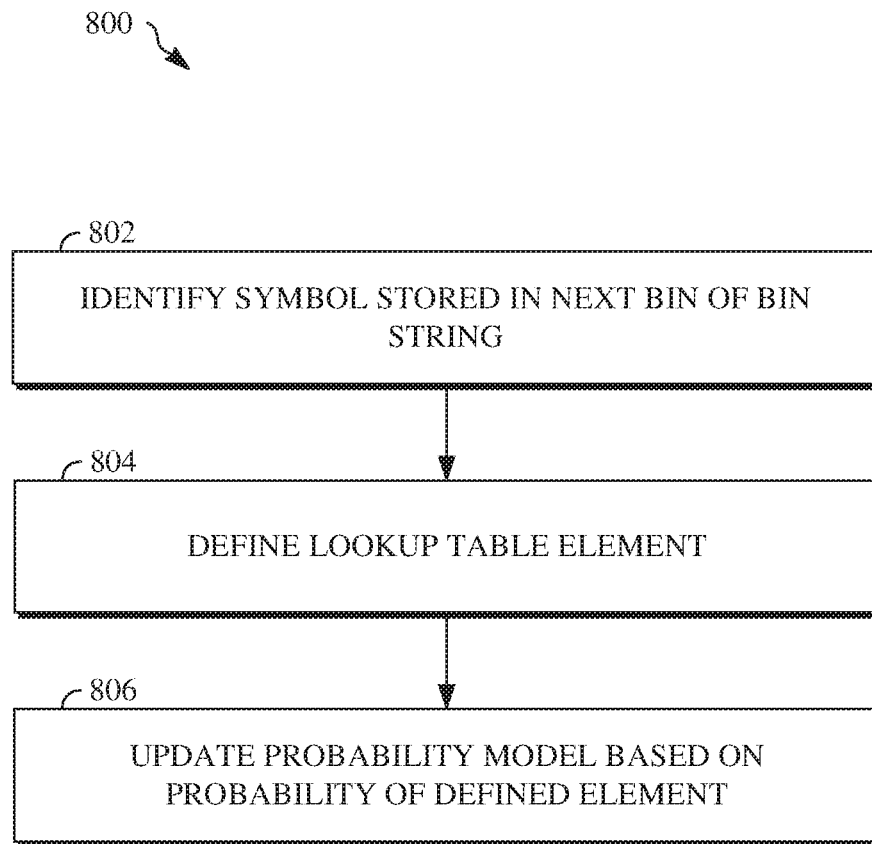 800
802
IDENTIFY SYMBOL STORED IN NEXT BIN OF BIN
STRING
804
DEFINE LOOKUP TABLE ELEMENT
806
UPDATE PROBABILITY MODEL BASED ON
PROBABILITY OF DEFINED ELEMENT